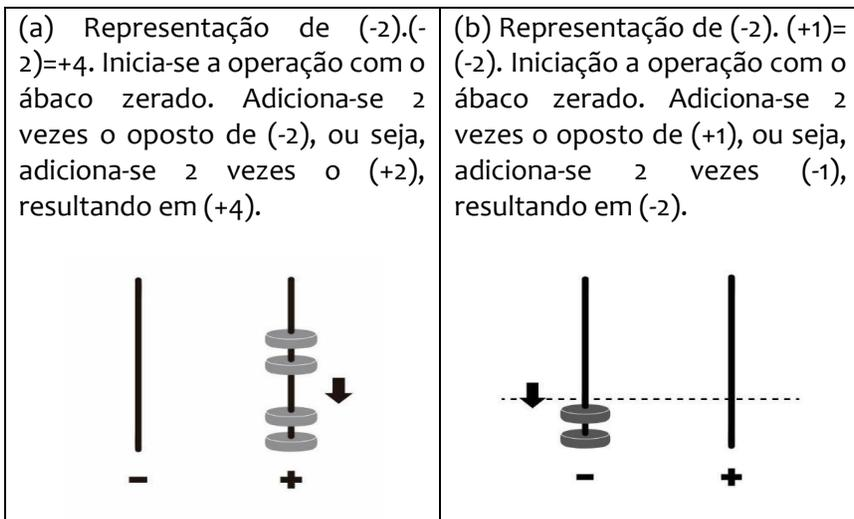 (a) Representação de (-2).(-
2)=+4. Inicia-se a operação com o
ábaco zerado. Adiciona-se 2
vezes o oposto de (-2), ou seja,
adiciona-se 2 vezes o (+2),
resultando em (+4).
- +
(b) Representação de (-2). (+1)=
(-2). Iniciação a operação com o
ábaco zerado. Adiciona-se 2
vezes o oposto de (+1), ou seja,
adiciona-se 2 vezes (-1),
resultando em (-2).
- +